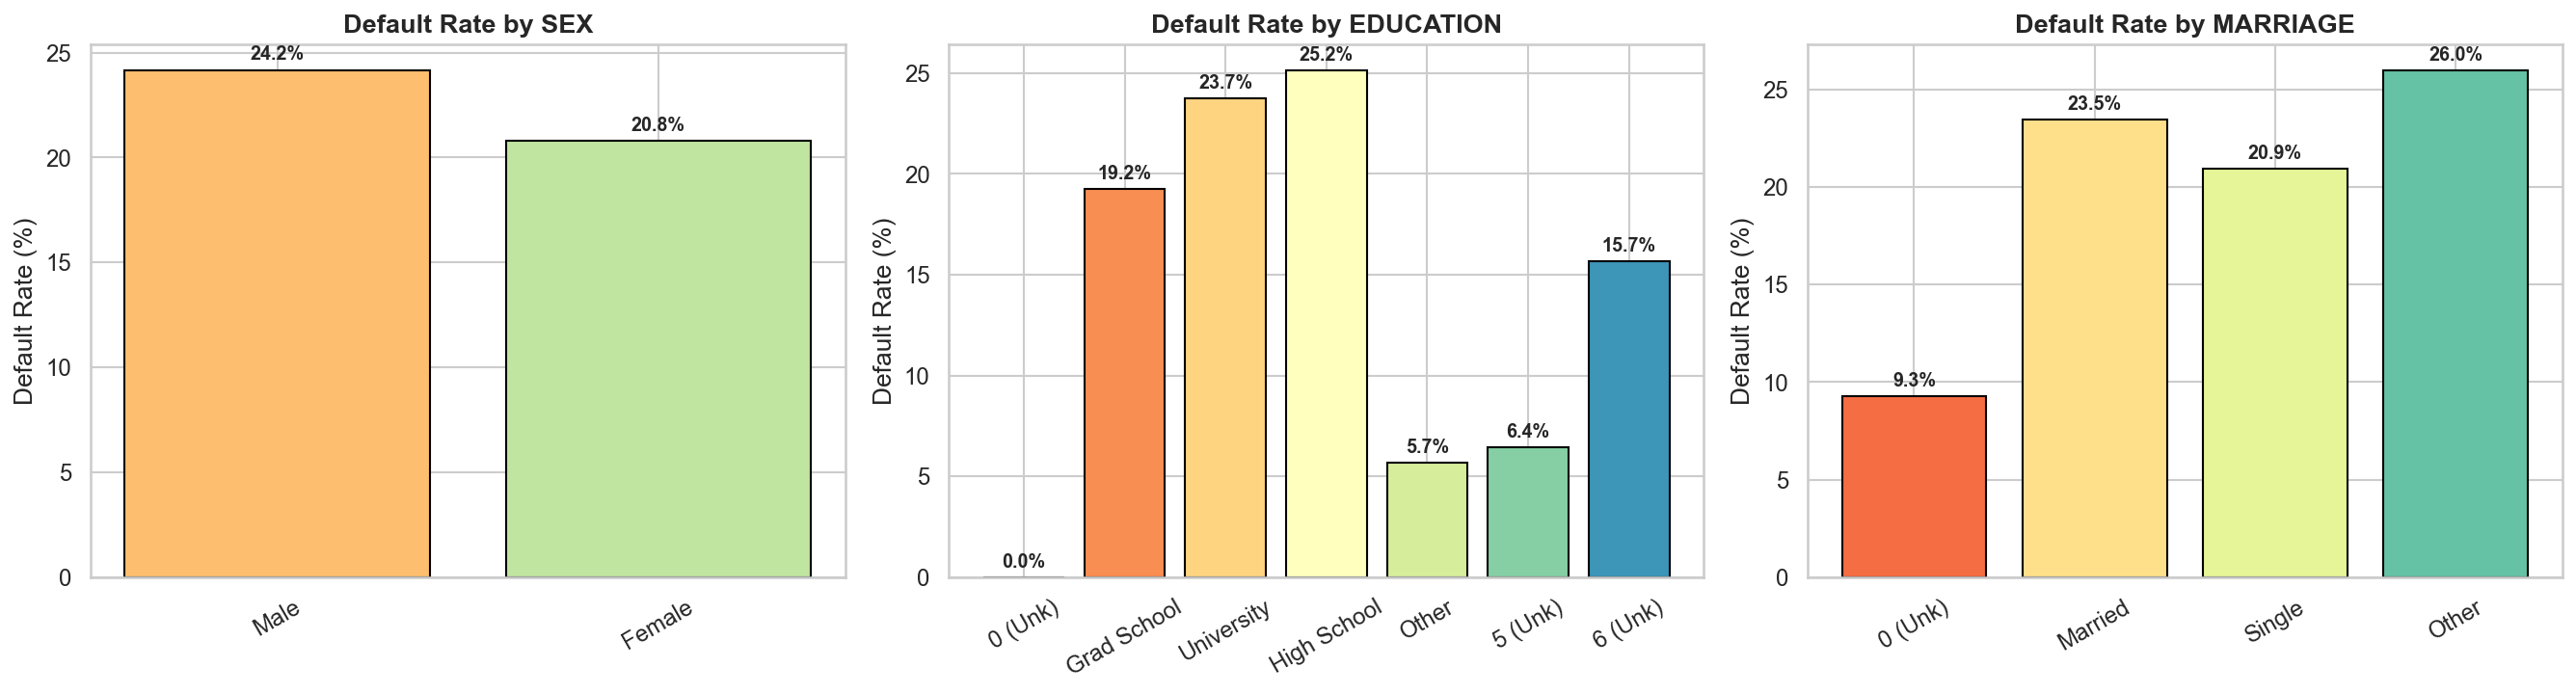 Default Rate by SEX
Default Rate (%)
25
20
15
10
5
0
24.2%
20.8%
Male
Female
Default Rate by EDUCATION
Default Rate (%)
25
20
15
10
5
0
0.0%
19.2%
23.7%
25.2%
5.7%
6.4%
15.7%
0 (Unk)
Grad School
University
High School
Other
5 (Unk)
6 (Unk)
Default Rate by MARRIAGE
Default Rate (%)
25
20
15
10
5
0
9.3%
23.5%
20.9%
26.0%
0 (Unk)
Married
Single
Other